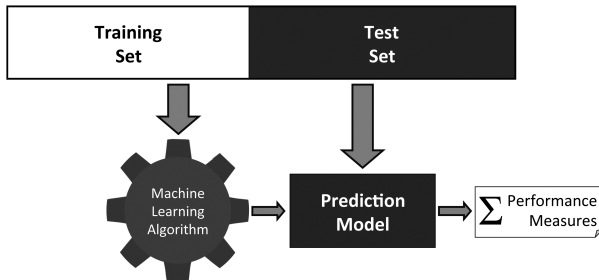 Training
Set
Test
Set
Machine
Learning
Algorithm
Prediction
Model
∑ Performance
Measures